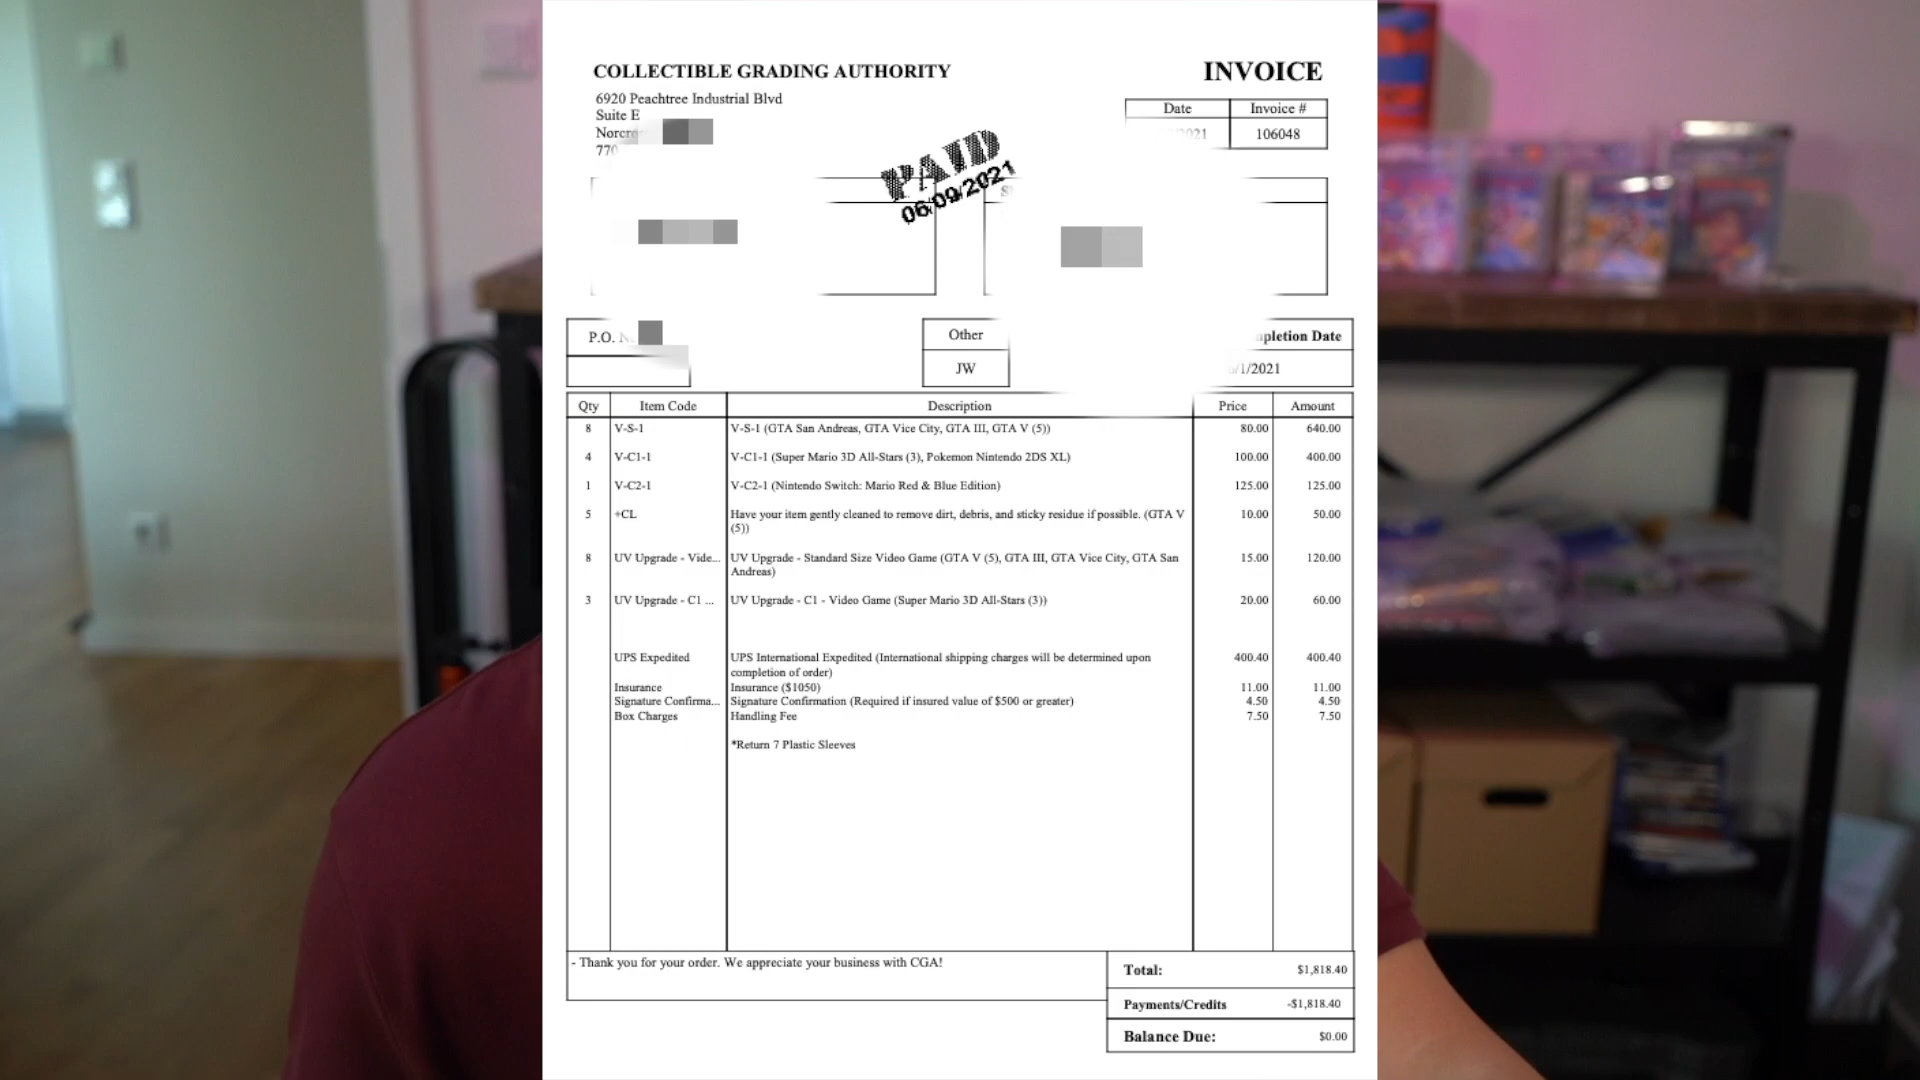 COLLECTIBLE GRADING AUTHORITY
INVOICE
6920 Peachtree Industrial Blvd
Suite E
Date Invoice #
106048
PAID
06/09/2021
P.O.
Other
Completion Date
JW
/1/2021
Qty Item Code Description Price Amount
8 V-S-1 V-S-1 (GTA San Andreas, GTA Vice City, GTA III, GTA V (5)) 80.00 640.00
4 V-C1-1 V-C1-1 (Super Mario 3D All-Stars (3), Pokemon Nintendo 2DS XL) 100.00 400.00
1 V-C2-1 V-C2-1 (Nintendo Switch: Mario Red & Blue Edition) 125.00 125.00
5 +CL Have your item gently cleaned to remove dirt, debris, and sticky residue if possible. (GTA V 10.00 50.00
(5))
8 UV Upgrade - Vide... UV Upgrade - Standard Size Video Game (GTA V (5), GTA III, GTA Vice City, GTA San 15.00 120.00
Andreas)
3 UV Upgrade - C1 ... UV Upgrade - C1 - Video Game (Super Mario 3D All-Stars (3)) 20.00 60.00
UPS Expedited UPS International Expedited (International shipping charges will be determined upon 400.40 400.40
completion of order)
Insurance Insurance ($1050) 11.00 11.00
Signature Confirma... Signature Confirmation (Required if insured value of $500 or greater) 4.50 4.50
Box Charges Handling Fee 7.50 7.50
*Return 7 Plastic Sleeves
- Thank you for your order. We appreciate your business with CGA!
Total: $1,818.40
Payments/Credits -$1,818.40
Balance Due: $0.00